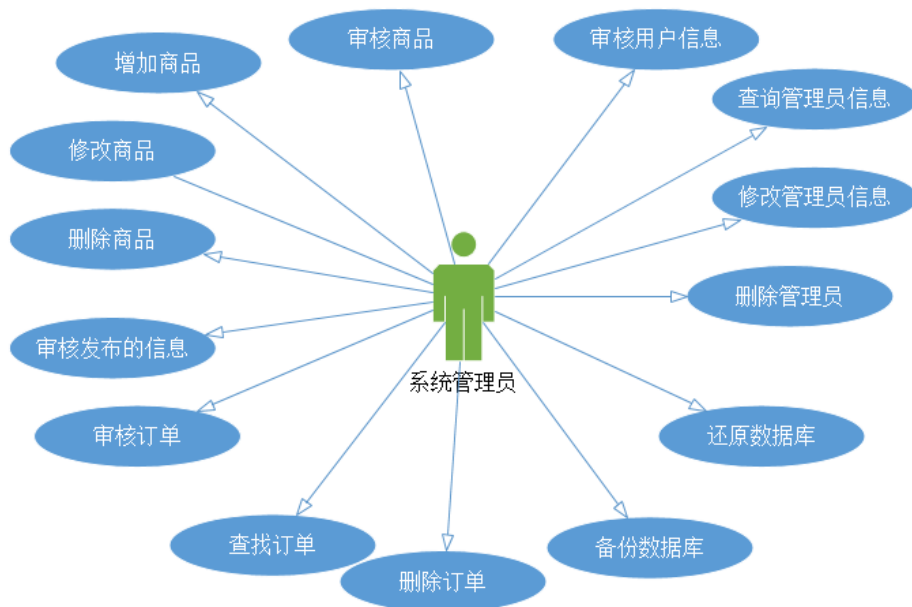 审核商品
审核用户信息
增加商品
查询管理员信息
修改商品
修改管理员信息
删除商品
删除管理员
审核发布的信息
系统管理员
审核订单
还原数据库
查找订单
备份数据库
删除订单